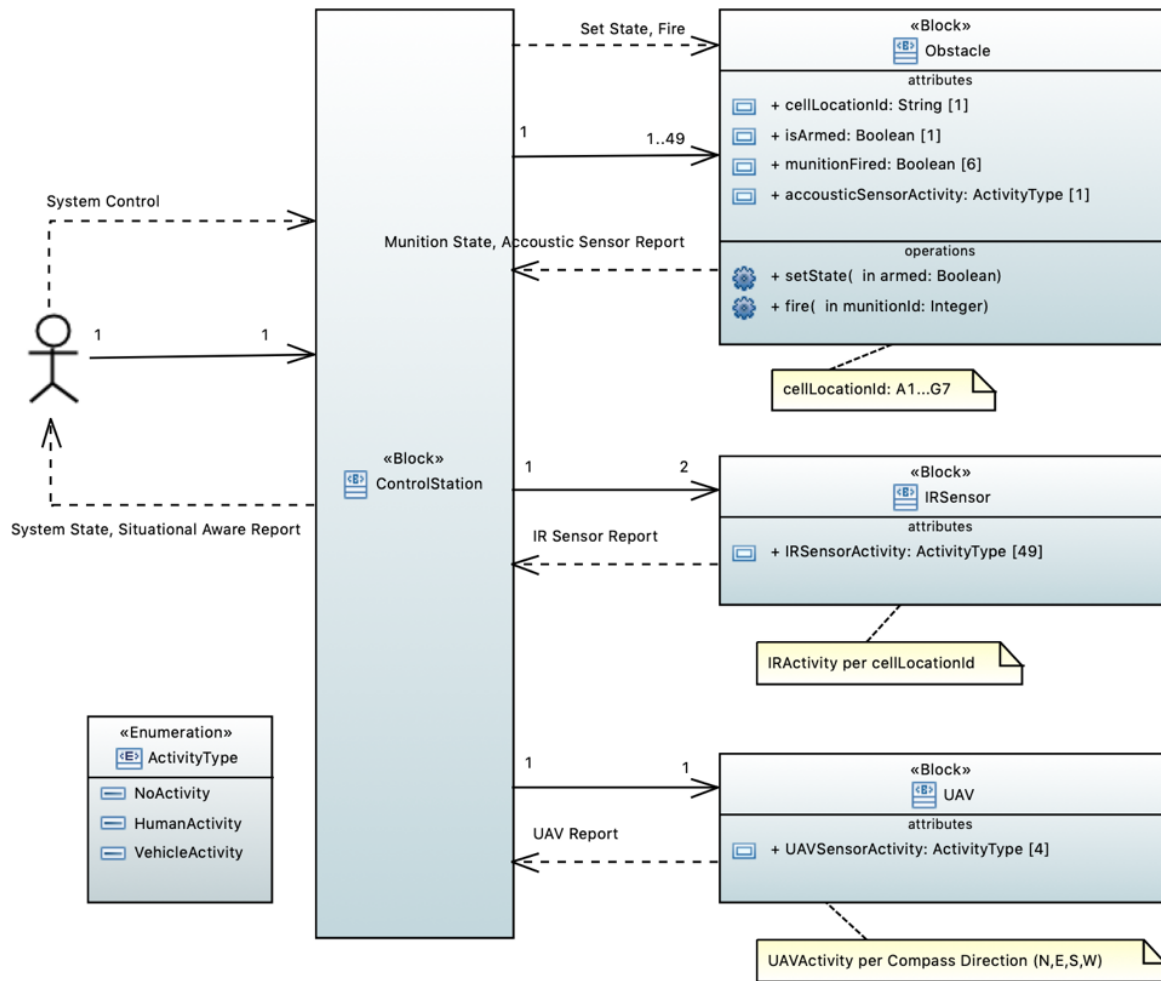 Set State, Fire
«Block»
Obstacle
attributes
+ cellLocationId: String [1]
+ isArmed: Boolean [1]
+ munitionFired: Boolean [6]
+ accousticSensorActivity: ActivityType [1]
operations
+ setState( in armed: Boolean)
+ fire( in munitionId: Integer)
1
1..49
System Control
Munition State, Accoustic Sensor Report
1
1
cellLocationId: A1...G7
«Block»
ControlStation
System State, Situational Aware Report
1
2
«Block»
IRSensor
attributes
+ IRSensorActivity: ActivityType [49]
IR Sensor Report
IRActivity per cellLocationId
«Enumeration»
<E> ActivityType
NoActivity
HumanActivity
VehicleActivity
1
1
«Block»
UAV
attributes
+ UAVSensorActivity: ActivityType [4]
UAV Report
UAVActivity per Compass Direction (N,E,S,W)